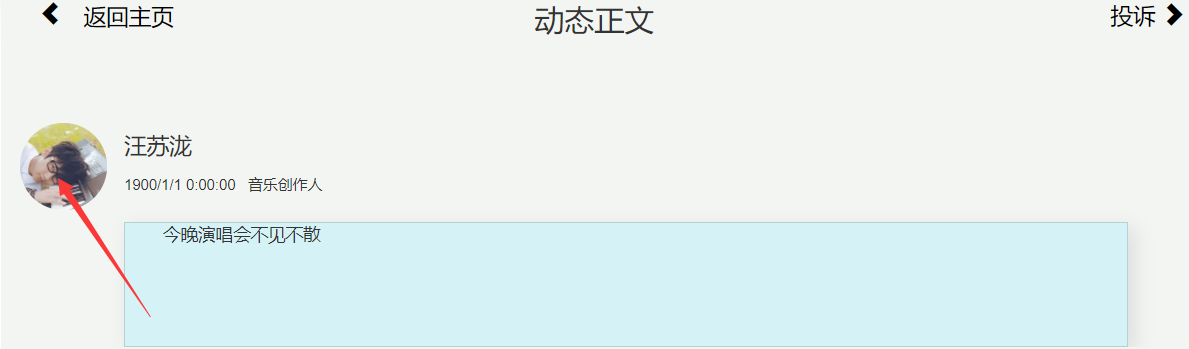 返回主页
动态正文
投诉
汪苏泷
1900/1/1 0:00:00 音乐创作人
今晚演唱会不见不散